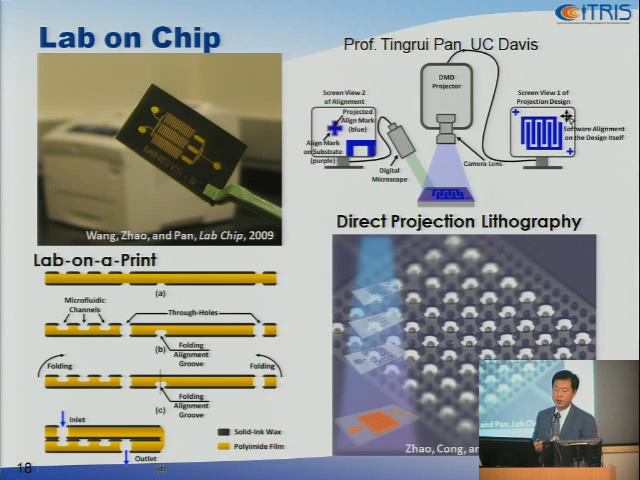 Lab on Chip
CITRIS
Prof. Tingrui Pan, UC Davis
MINISYS
Wang, Zhao, and Pan, Lab Chip, 2009
Screen View 2
of Alignment
Projected
Align Mark
(blue)
Align Mark
on Substrate
(purple)
DMD
Projector
Digital
Microscope
Camera Lens
Screen View 1 of
Projection Design
Software Alignment
on the Design Itself
Direct Projection Lithography
Lab-on-a-Print
(a)
Microfluidic
Channels
Through-Holes
(b)
Folding
Alignment
Groove
Folding
Folding
(c)
Folding
Alignment
Groove
Inlet
Outlet
(d)
Solid-Ink Wax
Polyimide Film
Zhao, Cong, an
and Pan, Lab C
18